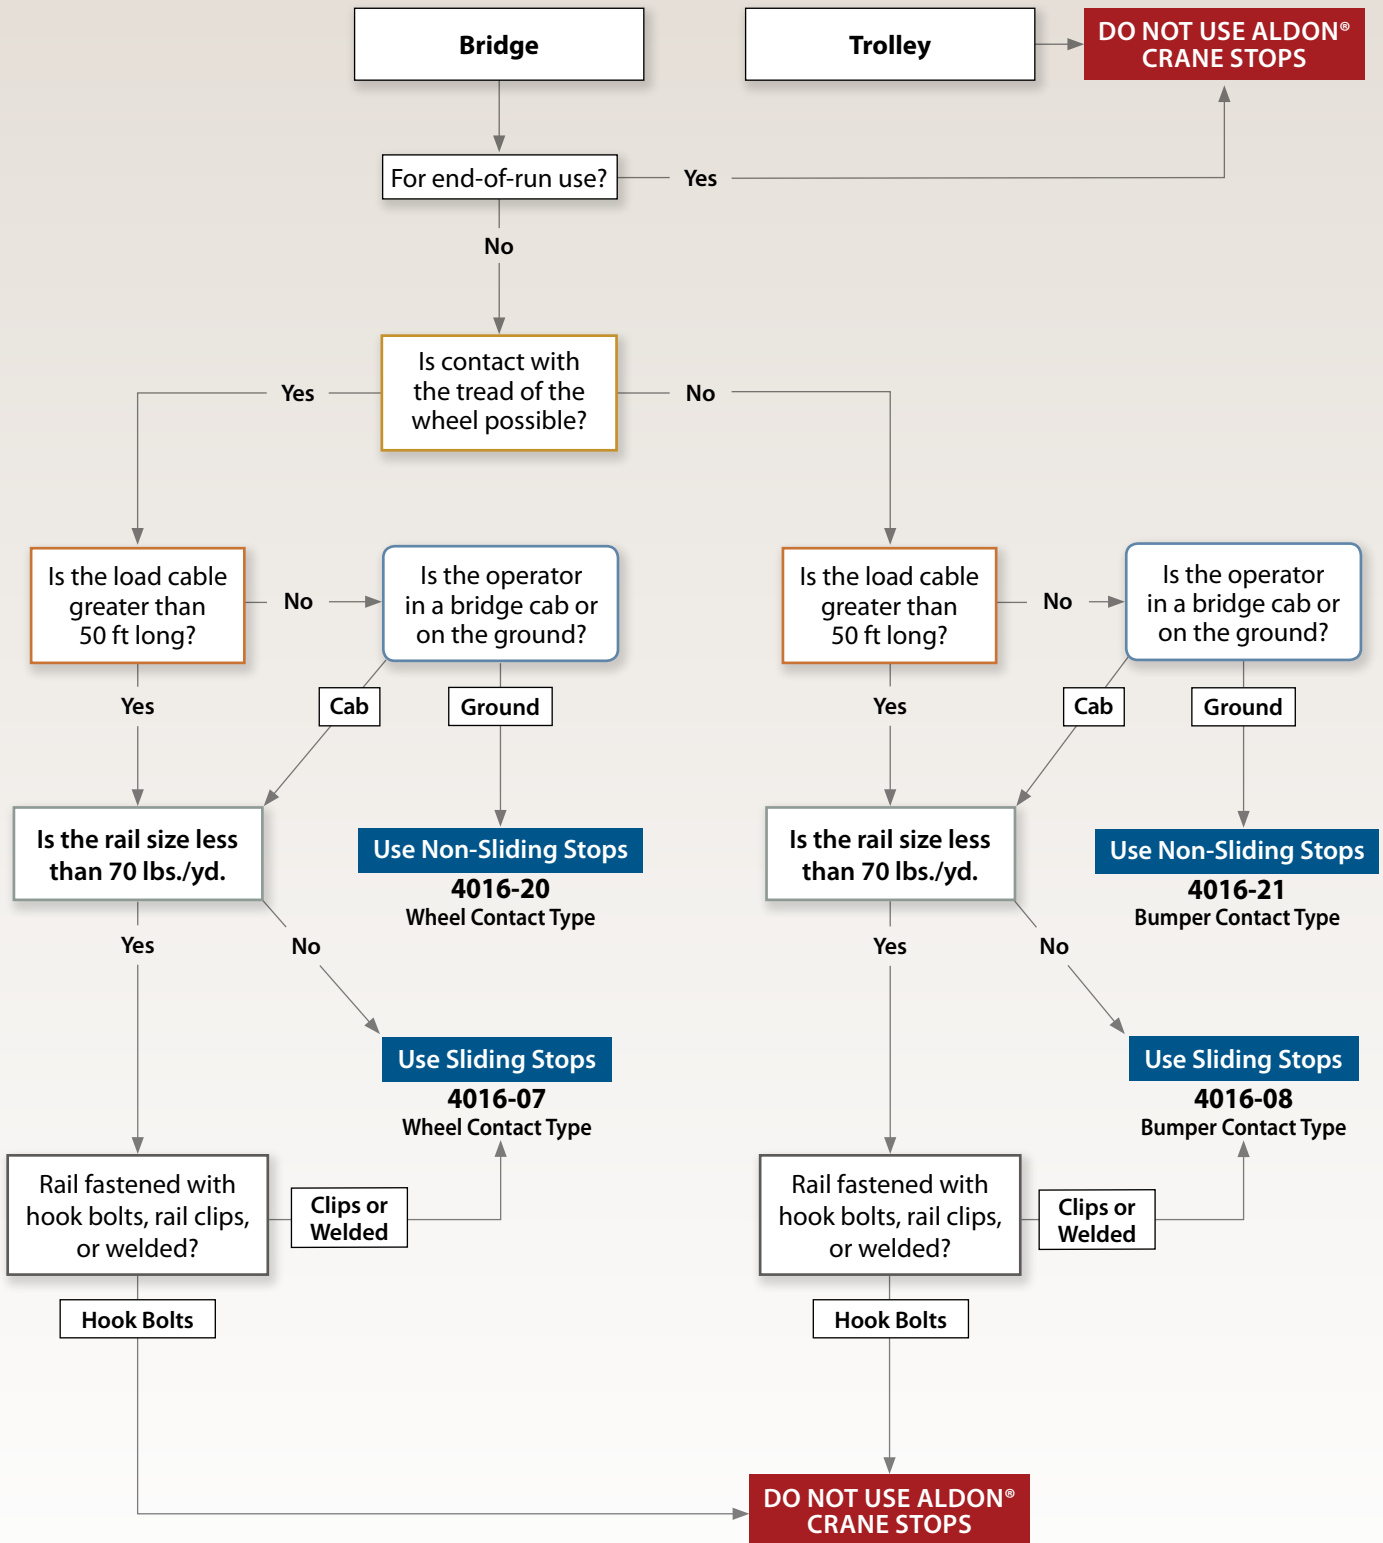 Bridge
Trolley
DO NOT USE ALDON®
CRANE STOPS
For end-of-run use?
Yes
No
Is contact with
the tread of the
wheel possible?
Yes
No
Is the load cable
greater than
50 ft long?
No
Is the operator
in a bridge cab or
on the ground?
Is the load cable
greater than
50 ft long?
No
Is the operator
in a bridge cab or
on the ground?
Yes
Cab
Ground
Yes
Cab
Ground
Is the rail size less
than 70 lbs./yd.
Use Non-Sliding Stops
4016-20
Wheel Contact Type
Is the rail size less
than 70 lbs./yd.
Use Non-Sliding Stops
4016-21
Bumper Contact Type
Yes
No
Yes
No
Use Sliding Stops
4016-07
Wheel Contact Type
Use Sliding Stops
4016-08
Bumper Contact Type
Rail fastened with
hook bolts, rail clips,
or welded?
Clips or
Welded
Rail fastened with
hook bolts, rail clips,
or welded?
Clips or
Welded
Hook Bolts
Hook Bolts
DO NOT USE ALDON®
CRANE STOPS